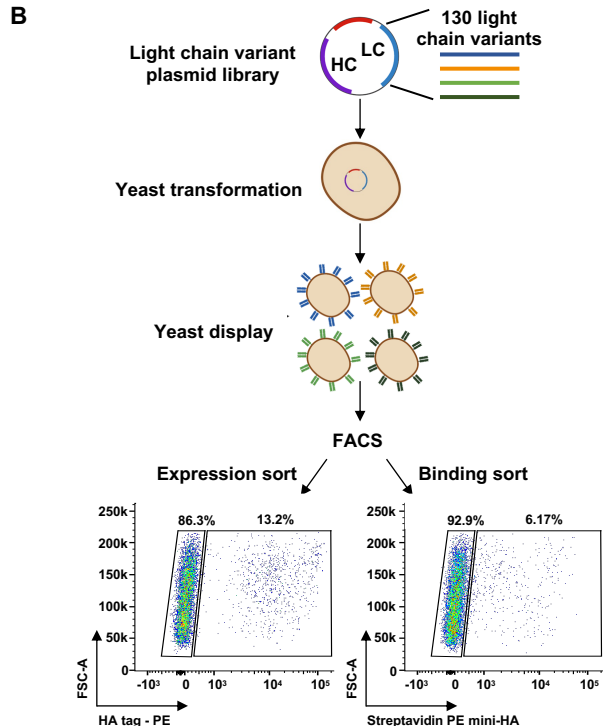 B
Light chain variant
plasmid library
HC
LC
130 light
chain variants
Yeast transformation
Yeast display
FACS
Expression sort
Binding sort
86.3%
13.2%
250k
200k
150k
100k
50k
0
-10³ 0 10³ 10⁴ 10⁵
FSC-A
HA tag - PE
92.9%
6.17%
250k
200k
150k
100k
50k
0
-10³ 0 10³ 10⁴ 10⁵
FSC-A
Streptavidin PE mini-HA